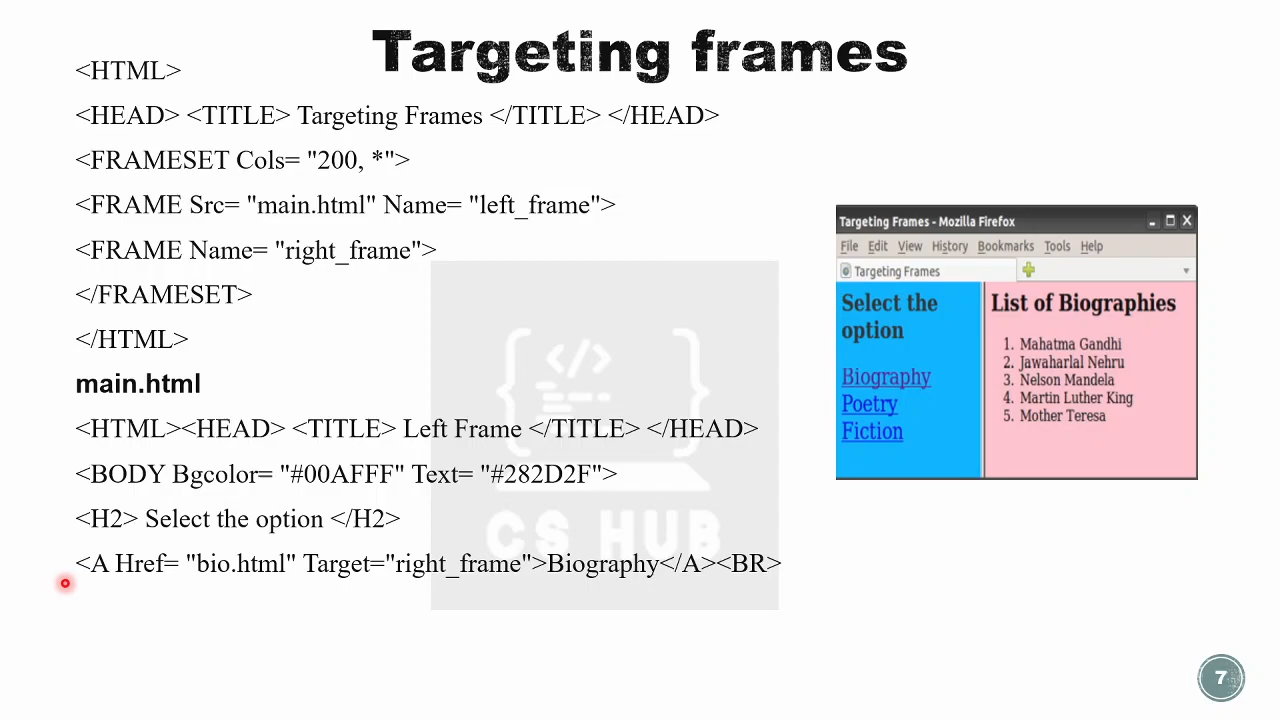 Targeting frames
<HTML>
<HEAD> <TITLE> Targeting Frames </TITLE> </HEAD>
<FRAMESET Cols= "200, *">
<FRAME Src= "main.html" Name= "left_frame">
<FRAME Name= "right_frame">
</FRAMESET>
</HTML>
main.html
<HTML><HEAD> <TITLE> Left Frame </TITLE> </HEAD>
<BODY Bgcolor= "#00AFFF" Text= "#282D2F">
<H2> Select the option </H2>
<A Href= "bio.html" Target="right_frame">Biography</A><BR>
{</>}
CS HUB
Targeting Frames - Mozilla Firefox
File Edit View History Bookmarks Tools Help
Targeting Frames
Select the
option
Biography
Poetry
Fiction
List of Biographies
1. Mahatma Gandhi
2. Jawaharlal Nehru
3. Nelson Mandela
4. Martin Luther King
5. Mother Teresa
7